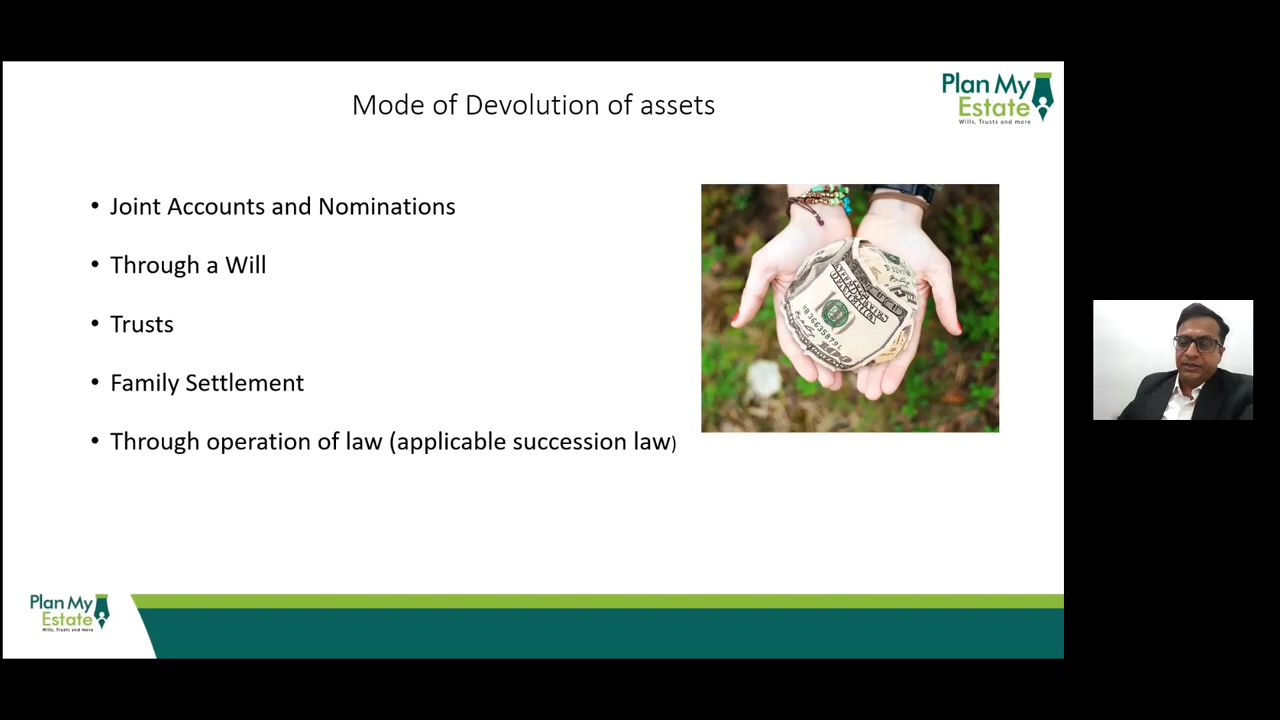 Mode of Devolution of assets
Plan My
Estate
Wills, Trusts and more
• Joint Accounts and Nominations
• Through a Will
• Trusts
• Family Settlement
• Through operation of law (applicable succession law)
Plan My
Estate
Wills, Trusts and more